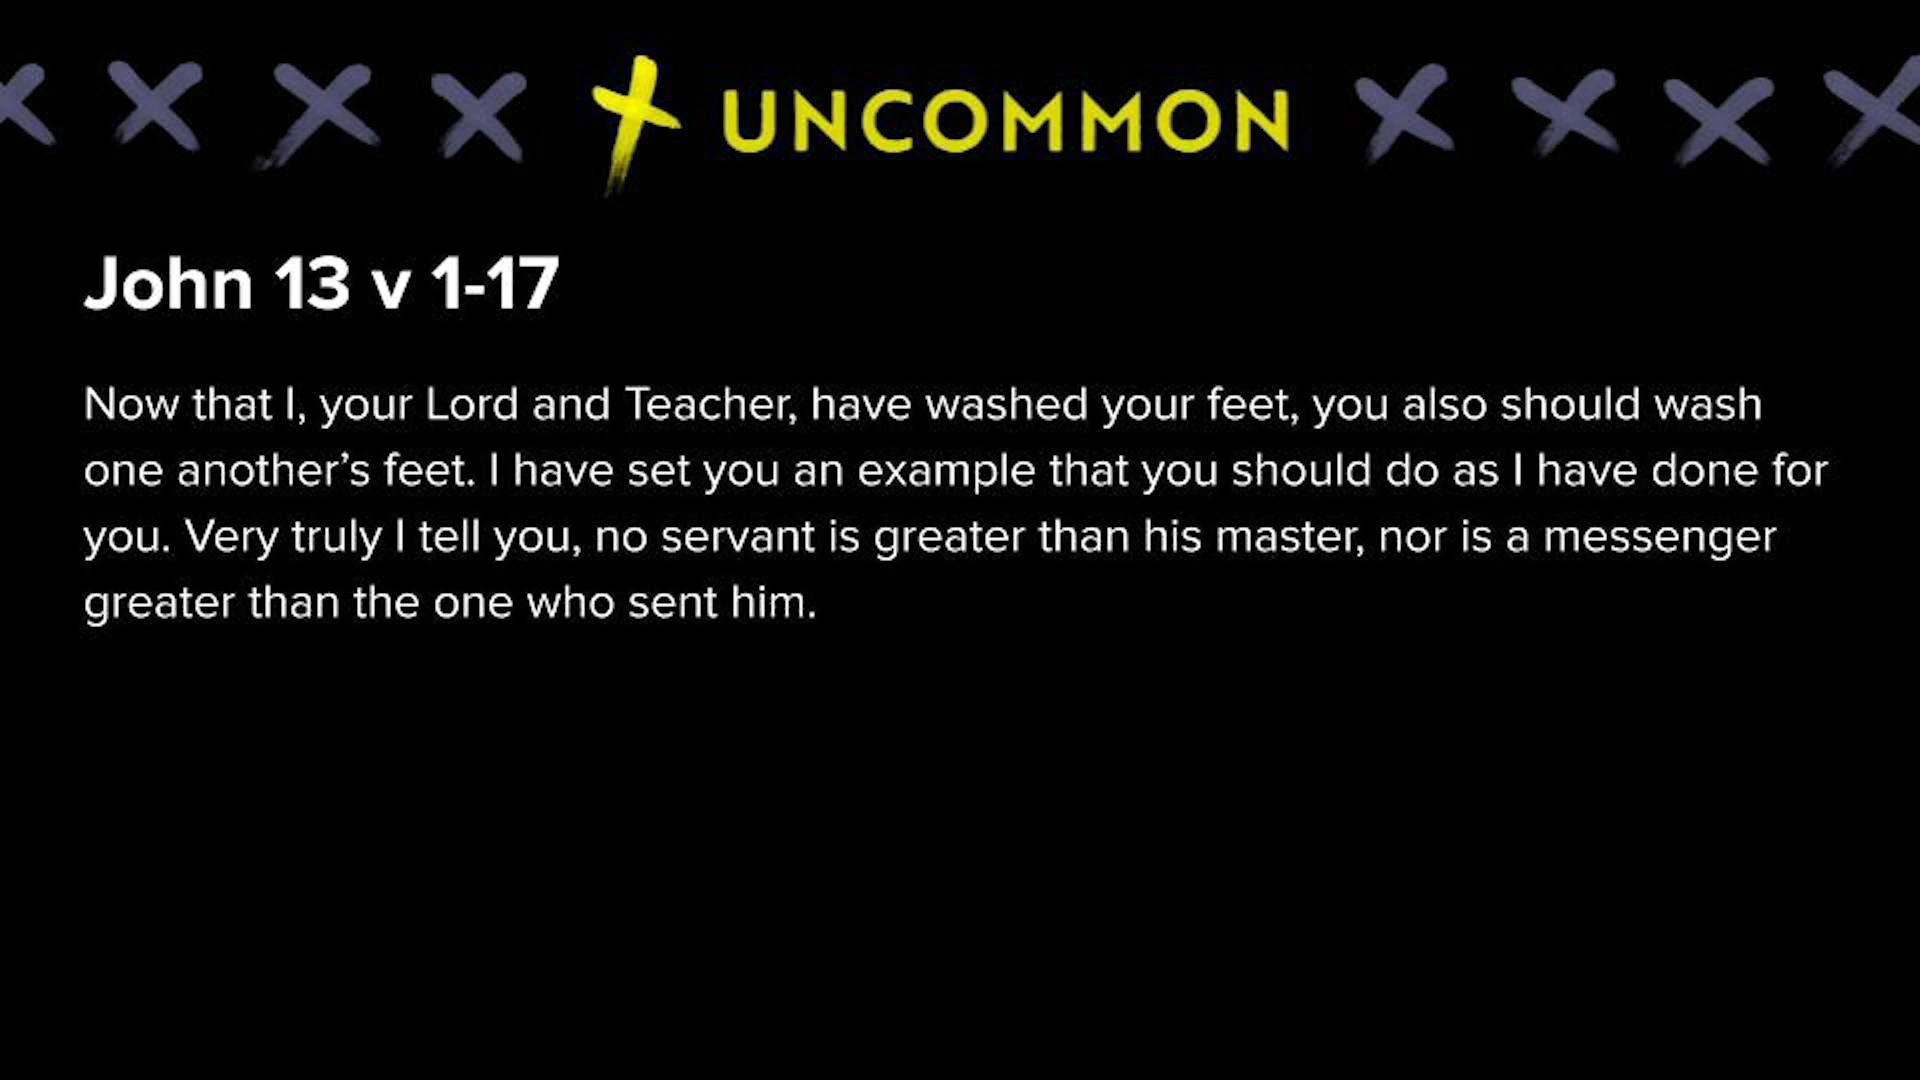 UNCOMMON
John 13 v 1-17
Now that I, your Lord and Teacher, have washed your feet, you also should wash
one another’s feet. I have set you an example that you should do as I have done for
you. Very truly I tell you, no servant is greater than his master, nor is a messenger
greater than the one who sent him.